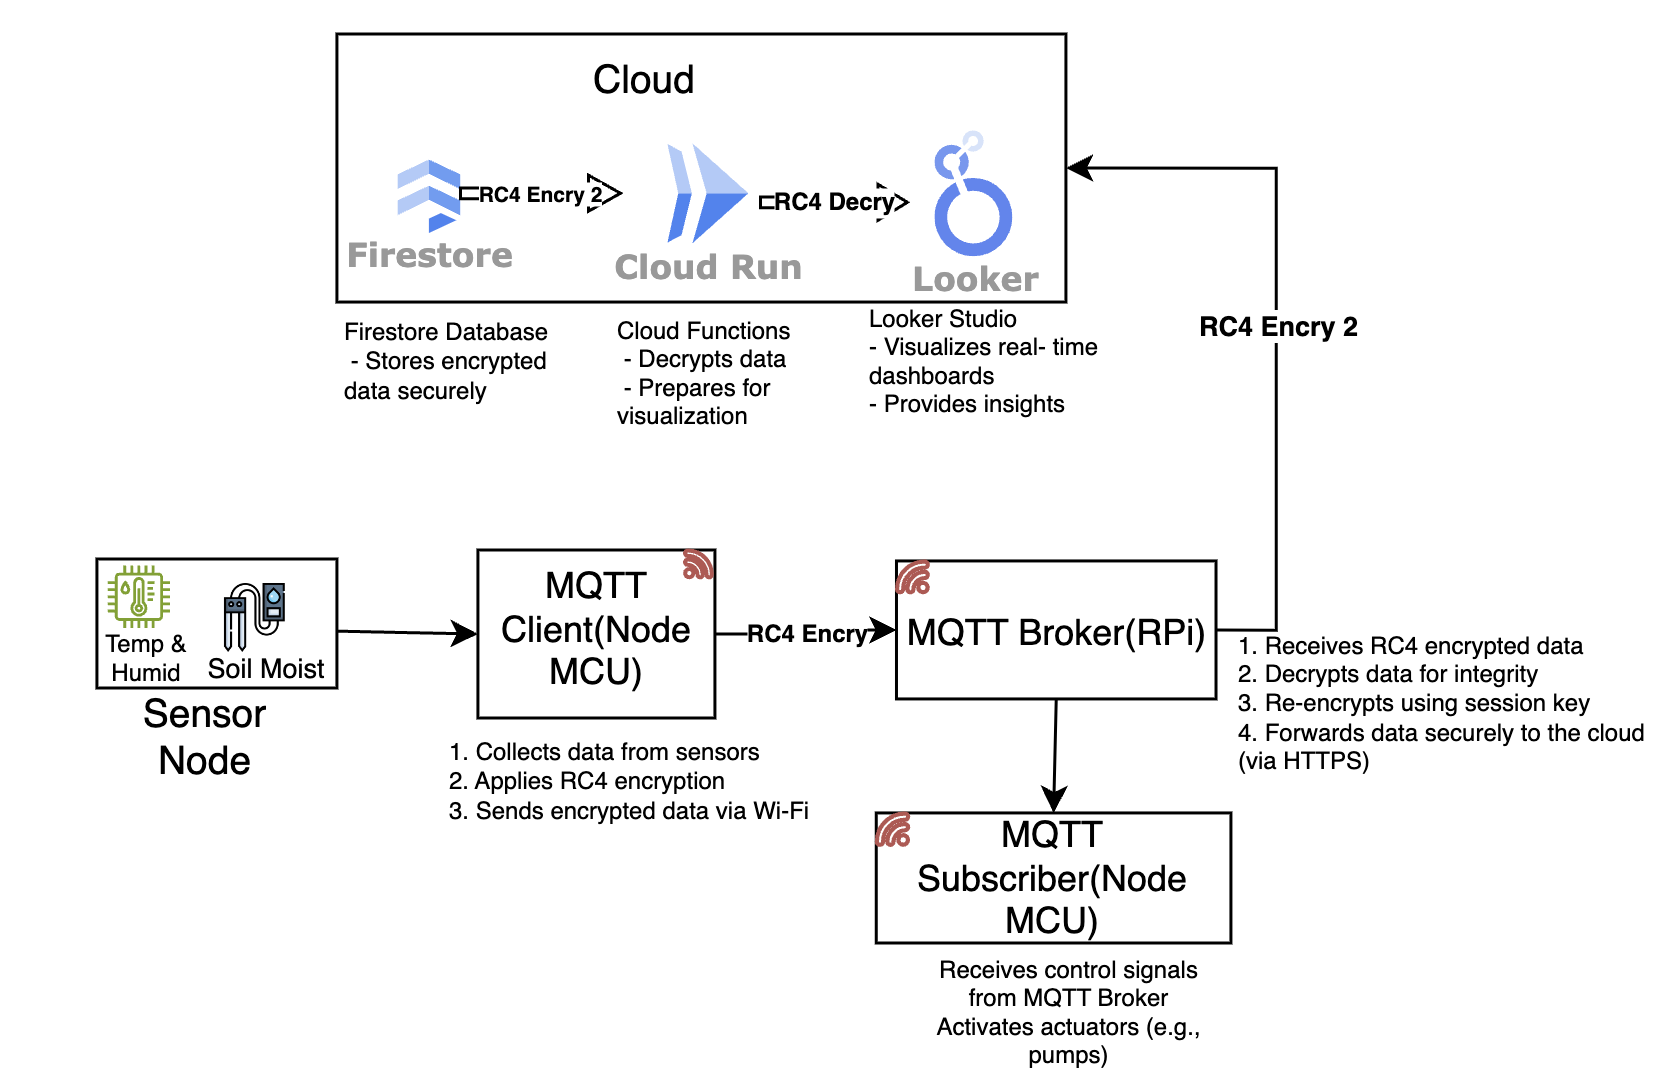 Cloud
RC4 Encry 2
RC4 Decry
Firestore
Cloud Run
Looker
Firestore Database
- Stores encrypted
data securely
Cloud Functions
- Decrypts data
- Prepares for
visualization
Looker Studio
- Visualizes real- time
dashboards
- Provides insights
RC4 Encry 2
Temp &
Humid
Soil Moist
Sensor
Node
MQTT
Client(Node
MCU)
1. Collects data from sensors
2. Applies RC4 encryption
3. Sends encrypted data via Wi-Fi
RC4 Encry
MQTT Broker(RPi)
1. Receives RC4 encrypted data
2. Decrypts data for integrity
3. Re-encrypts using session key
4. Forwards data securely to the cloud
(via HTTPS)
MQTT
Subscriber(Node
MCU)
Receives control signals
from MQTT Broker
Activates actuators (e.g.,
pumps)